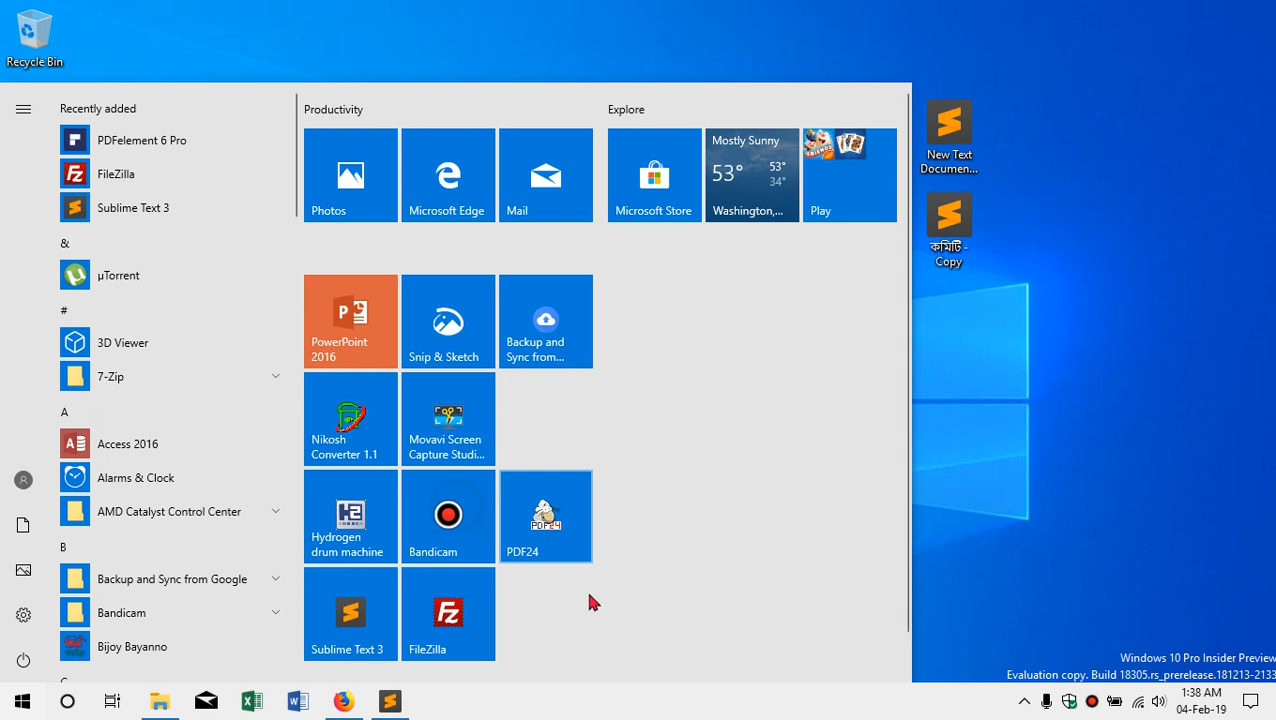 Recycle Bin
Recently added
PDFelement 6 Pro
FileZilla
Sublime Text 3
&
µTorrent
#
3D Viewer
7-Zip
A
Access 2016
Alarms & Clock
AMD Catalyst Control Center
B
Backup and Sync from Google
Bandicam
Bijoy Bayanno
Productivity
Photos
Microsoft Edge
Mail
PowerPoint
2016
Snip & Sketch
Backup and
Sync from...
Nikosh
Converter 1.1
Movavi Screen
Capture Studi...
Hydrogen
drum machine
Bandicam
PDF24
PDF24
Sublime Text 3
FileZilla
Explore
Microsoft Store
Mostly Sunny
53°
53°
34°
Washington,...
Play
New Text
Documen...
কমিটি -
Copy
Windows 10 Pro Insider Preview
Evaluation copy. Build 18305.rs_prerelease.181213-2133
1:38 AM
04-Feb-19